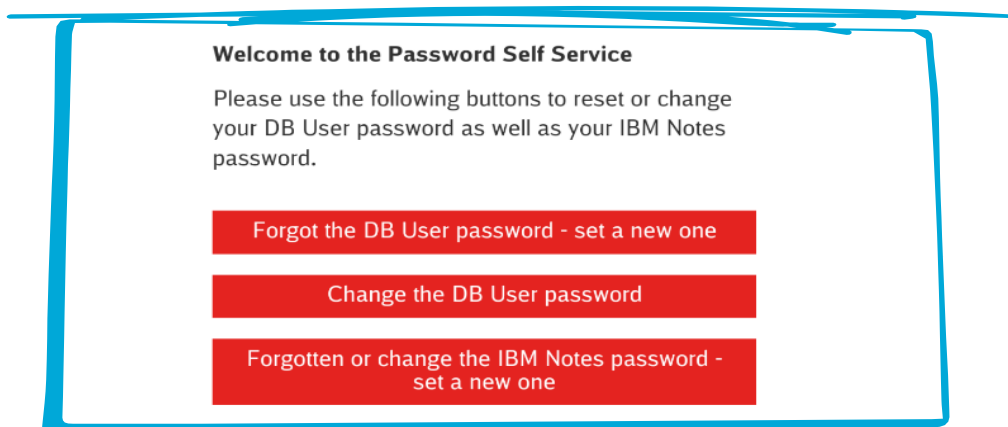 Welcome to the Password Self Service
Please use the following buttons to reset or change
your DB User password as well as your IBM Notes
password.
Forgot the DB User password - set a new one
Change the DB User password
Forgotten or change the IBM Notes password -
set a new one